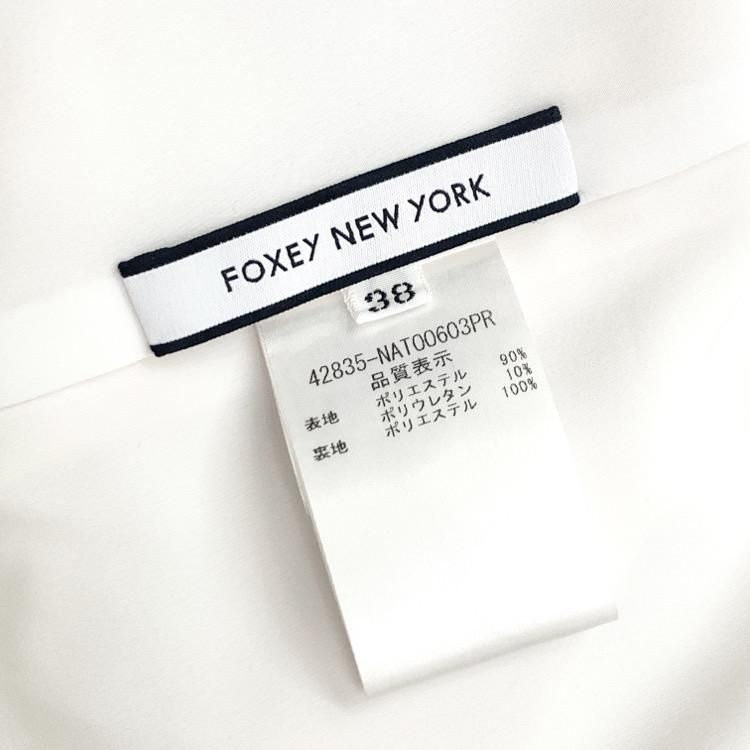 FOXEY NEW YORK
38
42835-NAT00603PR
品質表示
表地 ポリエステル 90%
ポリウレタン 10%
裏地 ポリエステル 100%